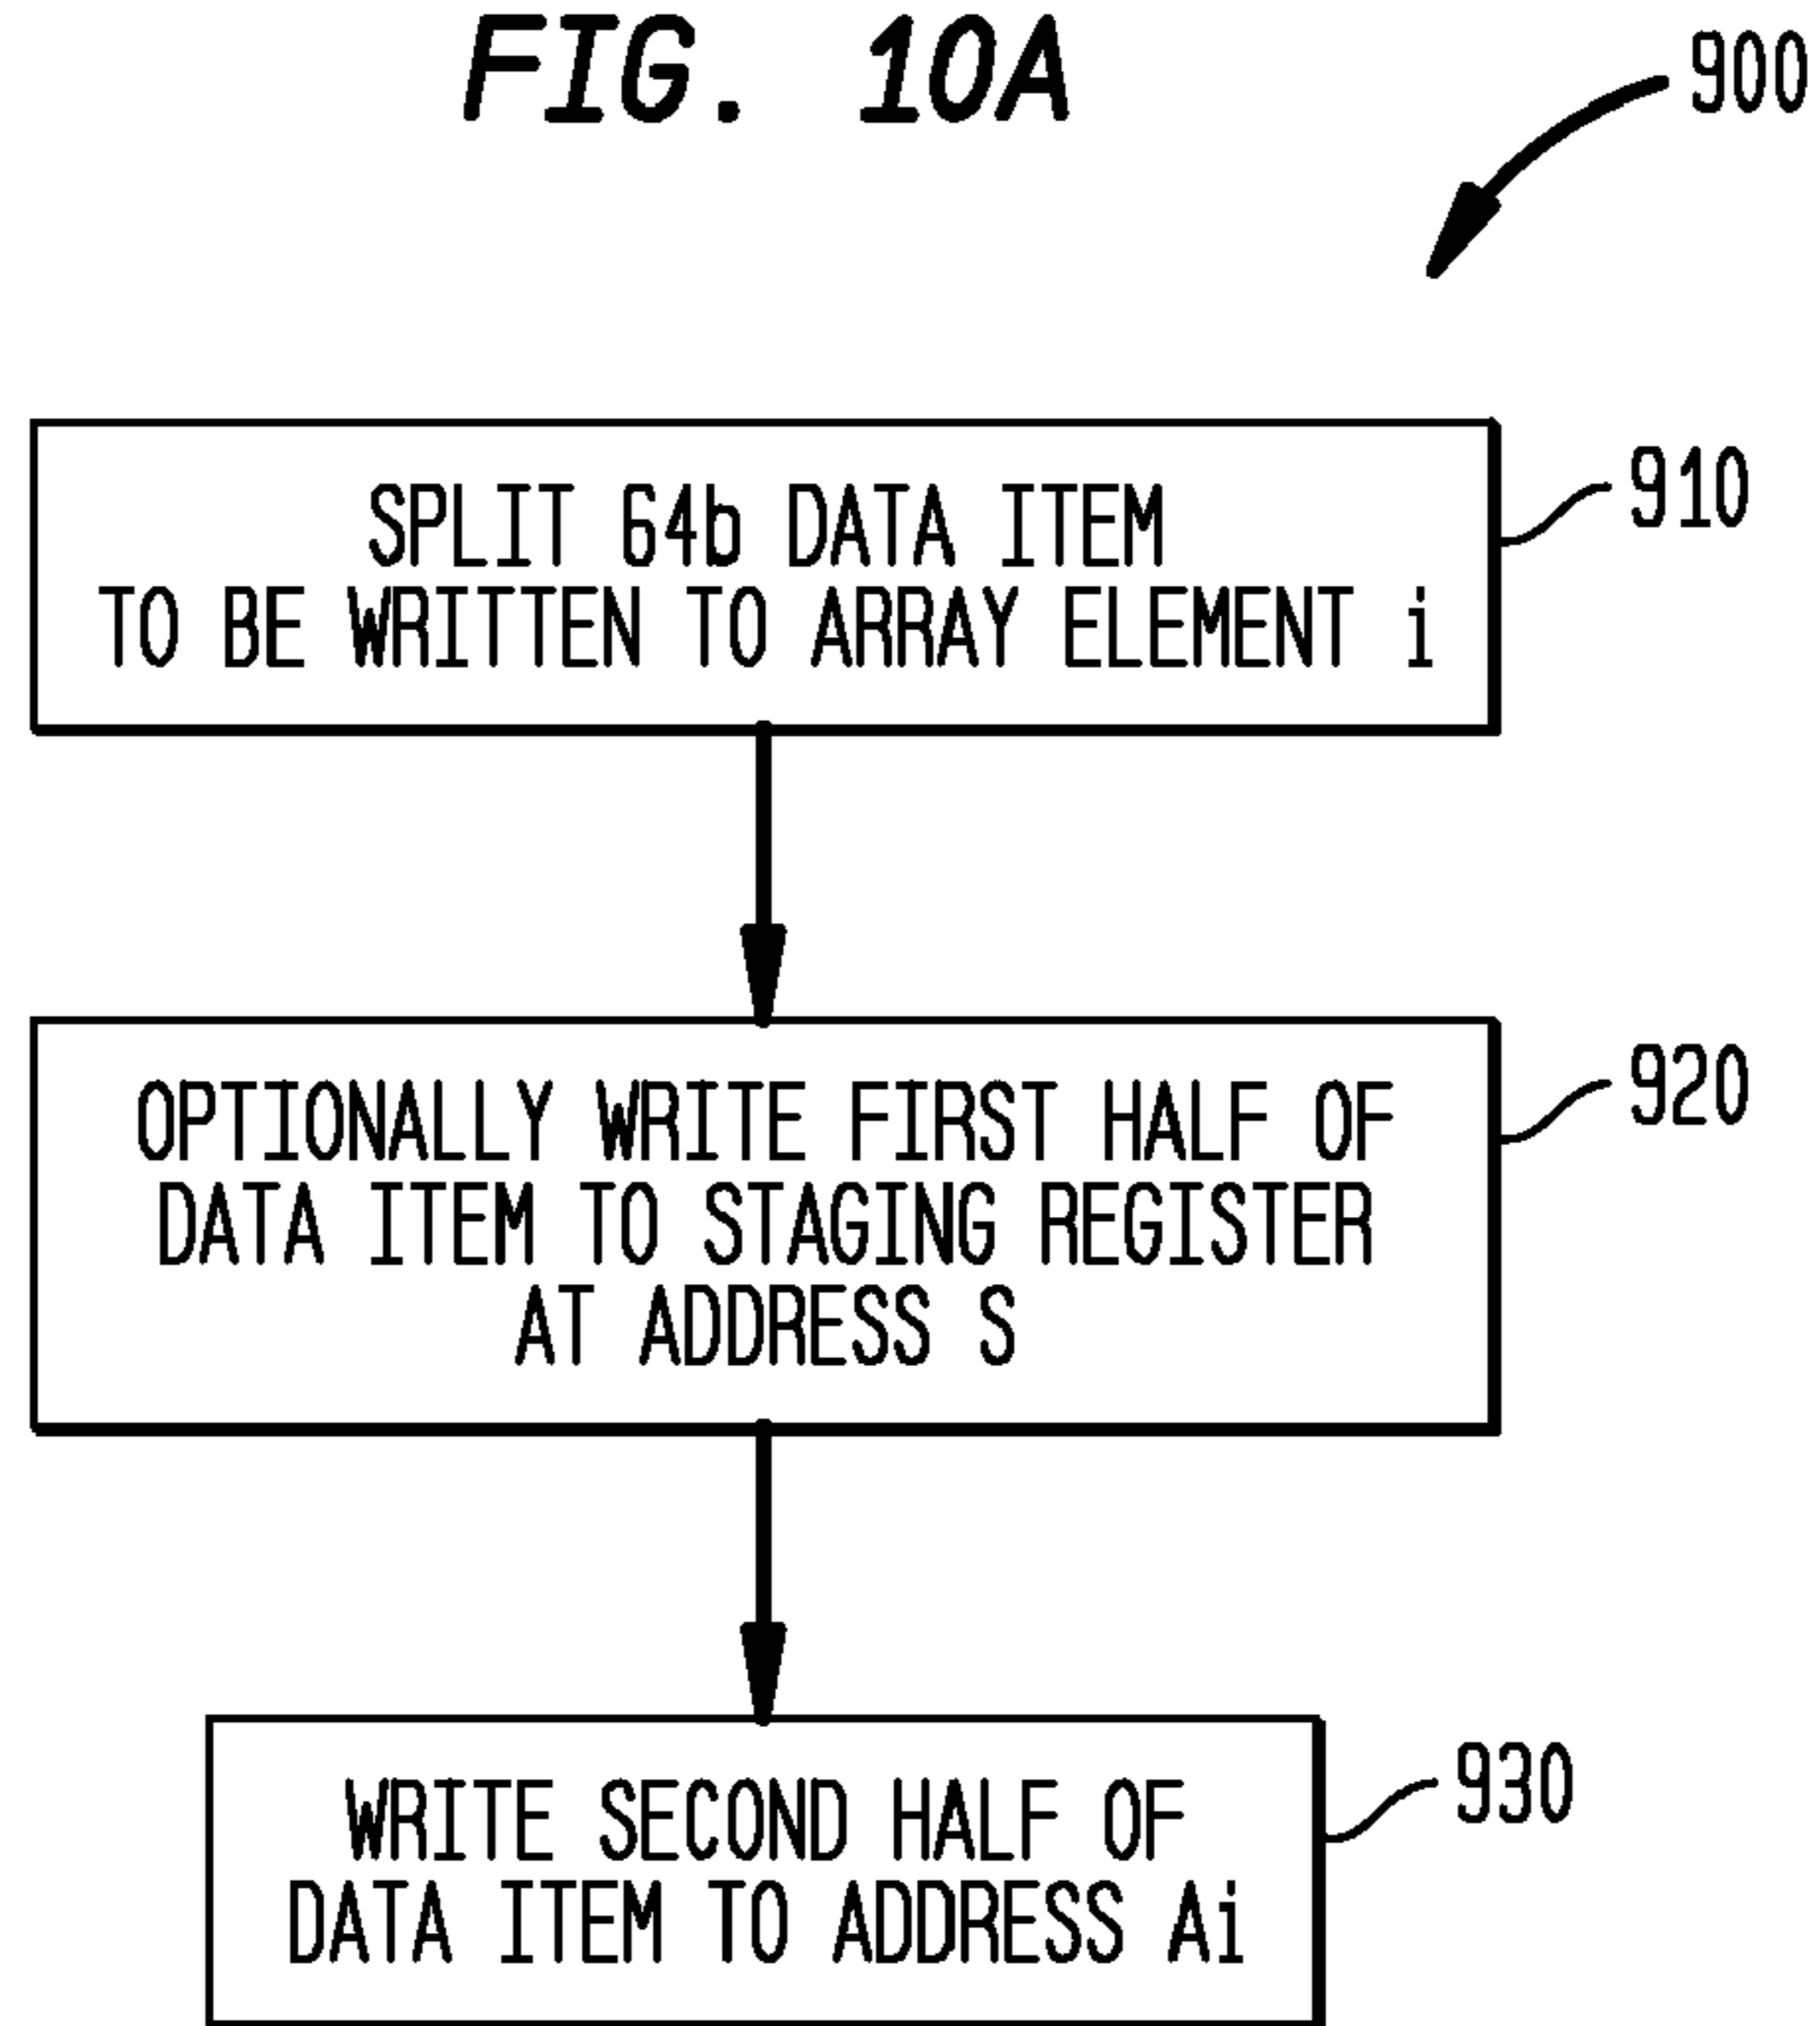 FIG. 10A
900
SPLIT 64b DATA ITEM
TO BE WRITTEN TO ARRAY ELEMENT i
910
OPTIONALLY WRITE FIRST HALF OF
DATA ITEM TO STAGING REGISTER
AT ADDRESS S
920
WRITE SECOND HALF OF
DATA ITEM TO ADDRESS Ai
930